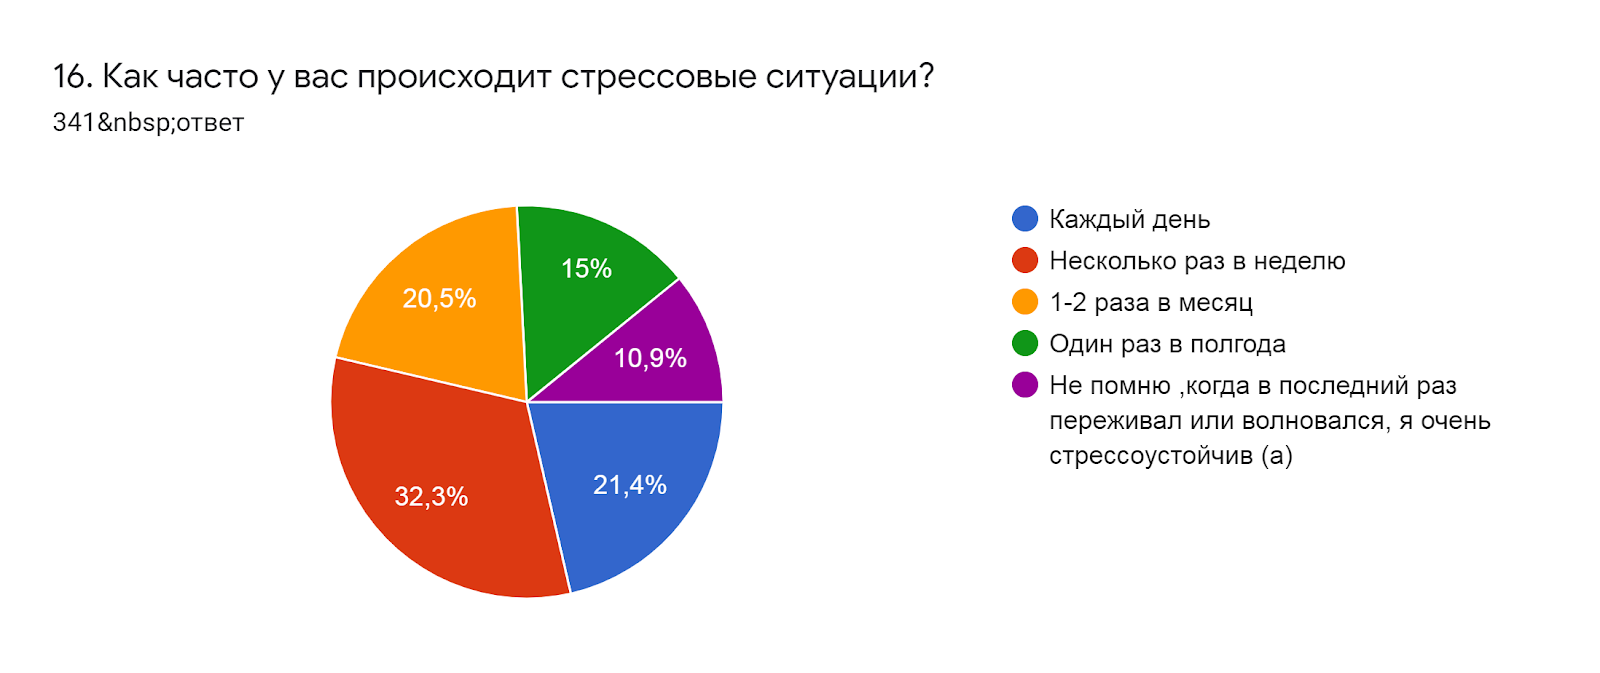 16. Как часто у вас происходит стрессовые ситуации?
341&nbsp;ответ
15%
20,5%
10,9%
21,4%
32,3%
Каждый день
Несколько раз в неделю
1-2 раза в месяц
Один раз в полгода
Не помню ,когда в последний раз
переживал или волновался, я очень
стрессоустойчив (а)